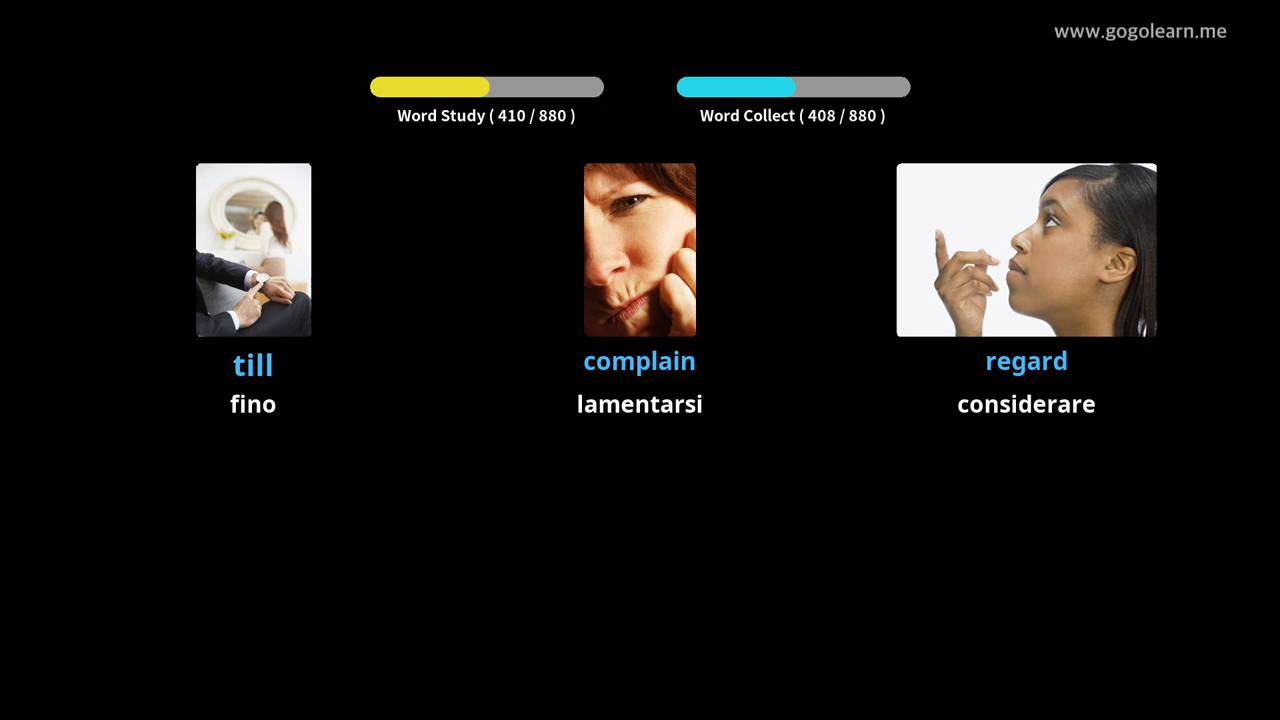 www.gogolearn.me
Word Study ( 410 / 880 )
Word Collect ( 408 / 880 )
till
complain
regard
fino
lamentarsi
considerare